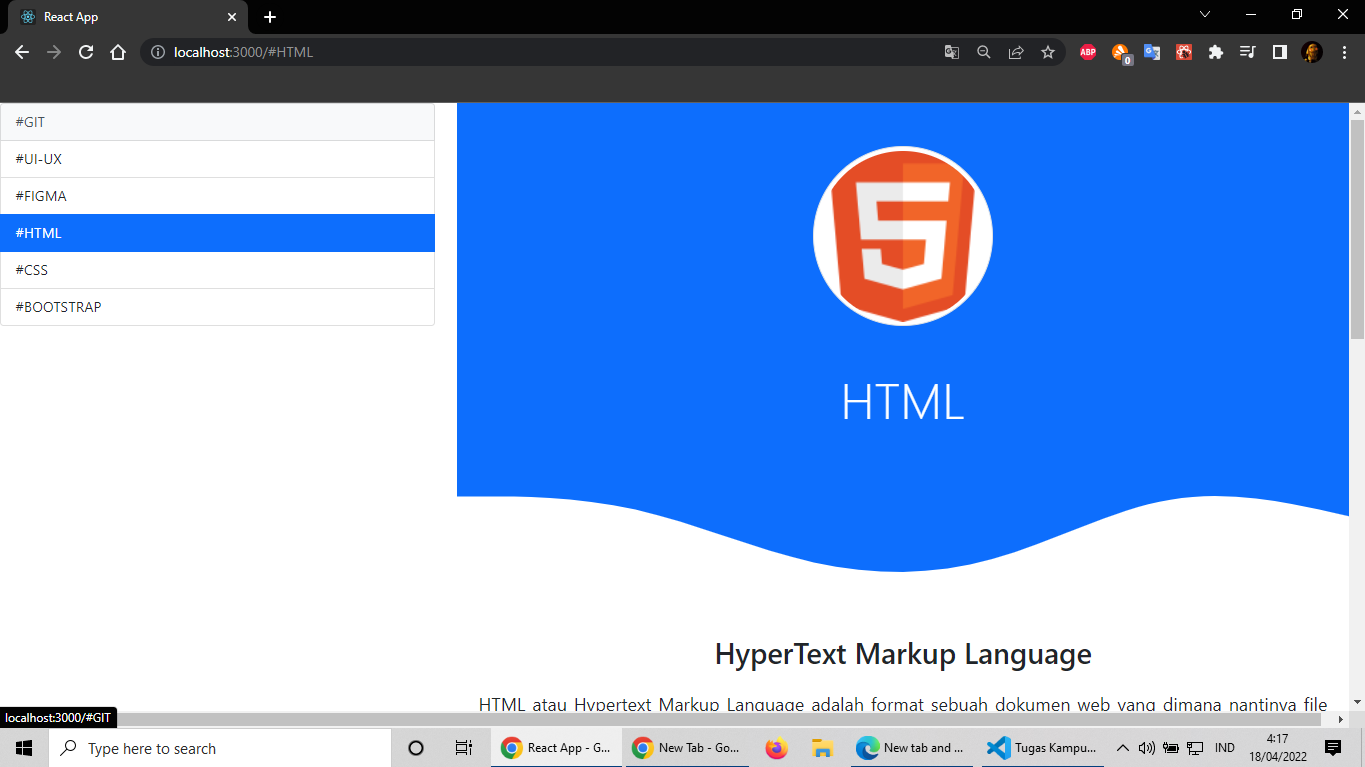 React App
localhost:3000/#HTML
ABP
0
#GIT
#UI-UX
#FIGMA
#HTML
#CSS
#BOOTSTRAP
HTML
HyperText Markup Language
HTML atau Hypertext Markup Language adalah format sebuah dokumen web yang dimana nantinya file
localhost:3000/#GIT
Type here to search
React App - G...
New Tab - Go...
New tab and ...
Tugas Kampu...
IND
4:17
18/04/2022